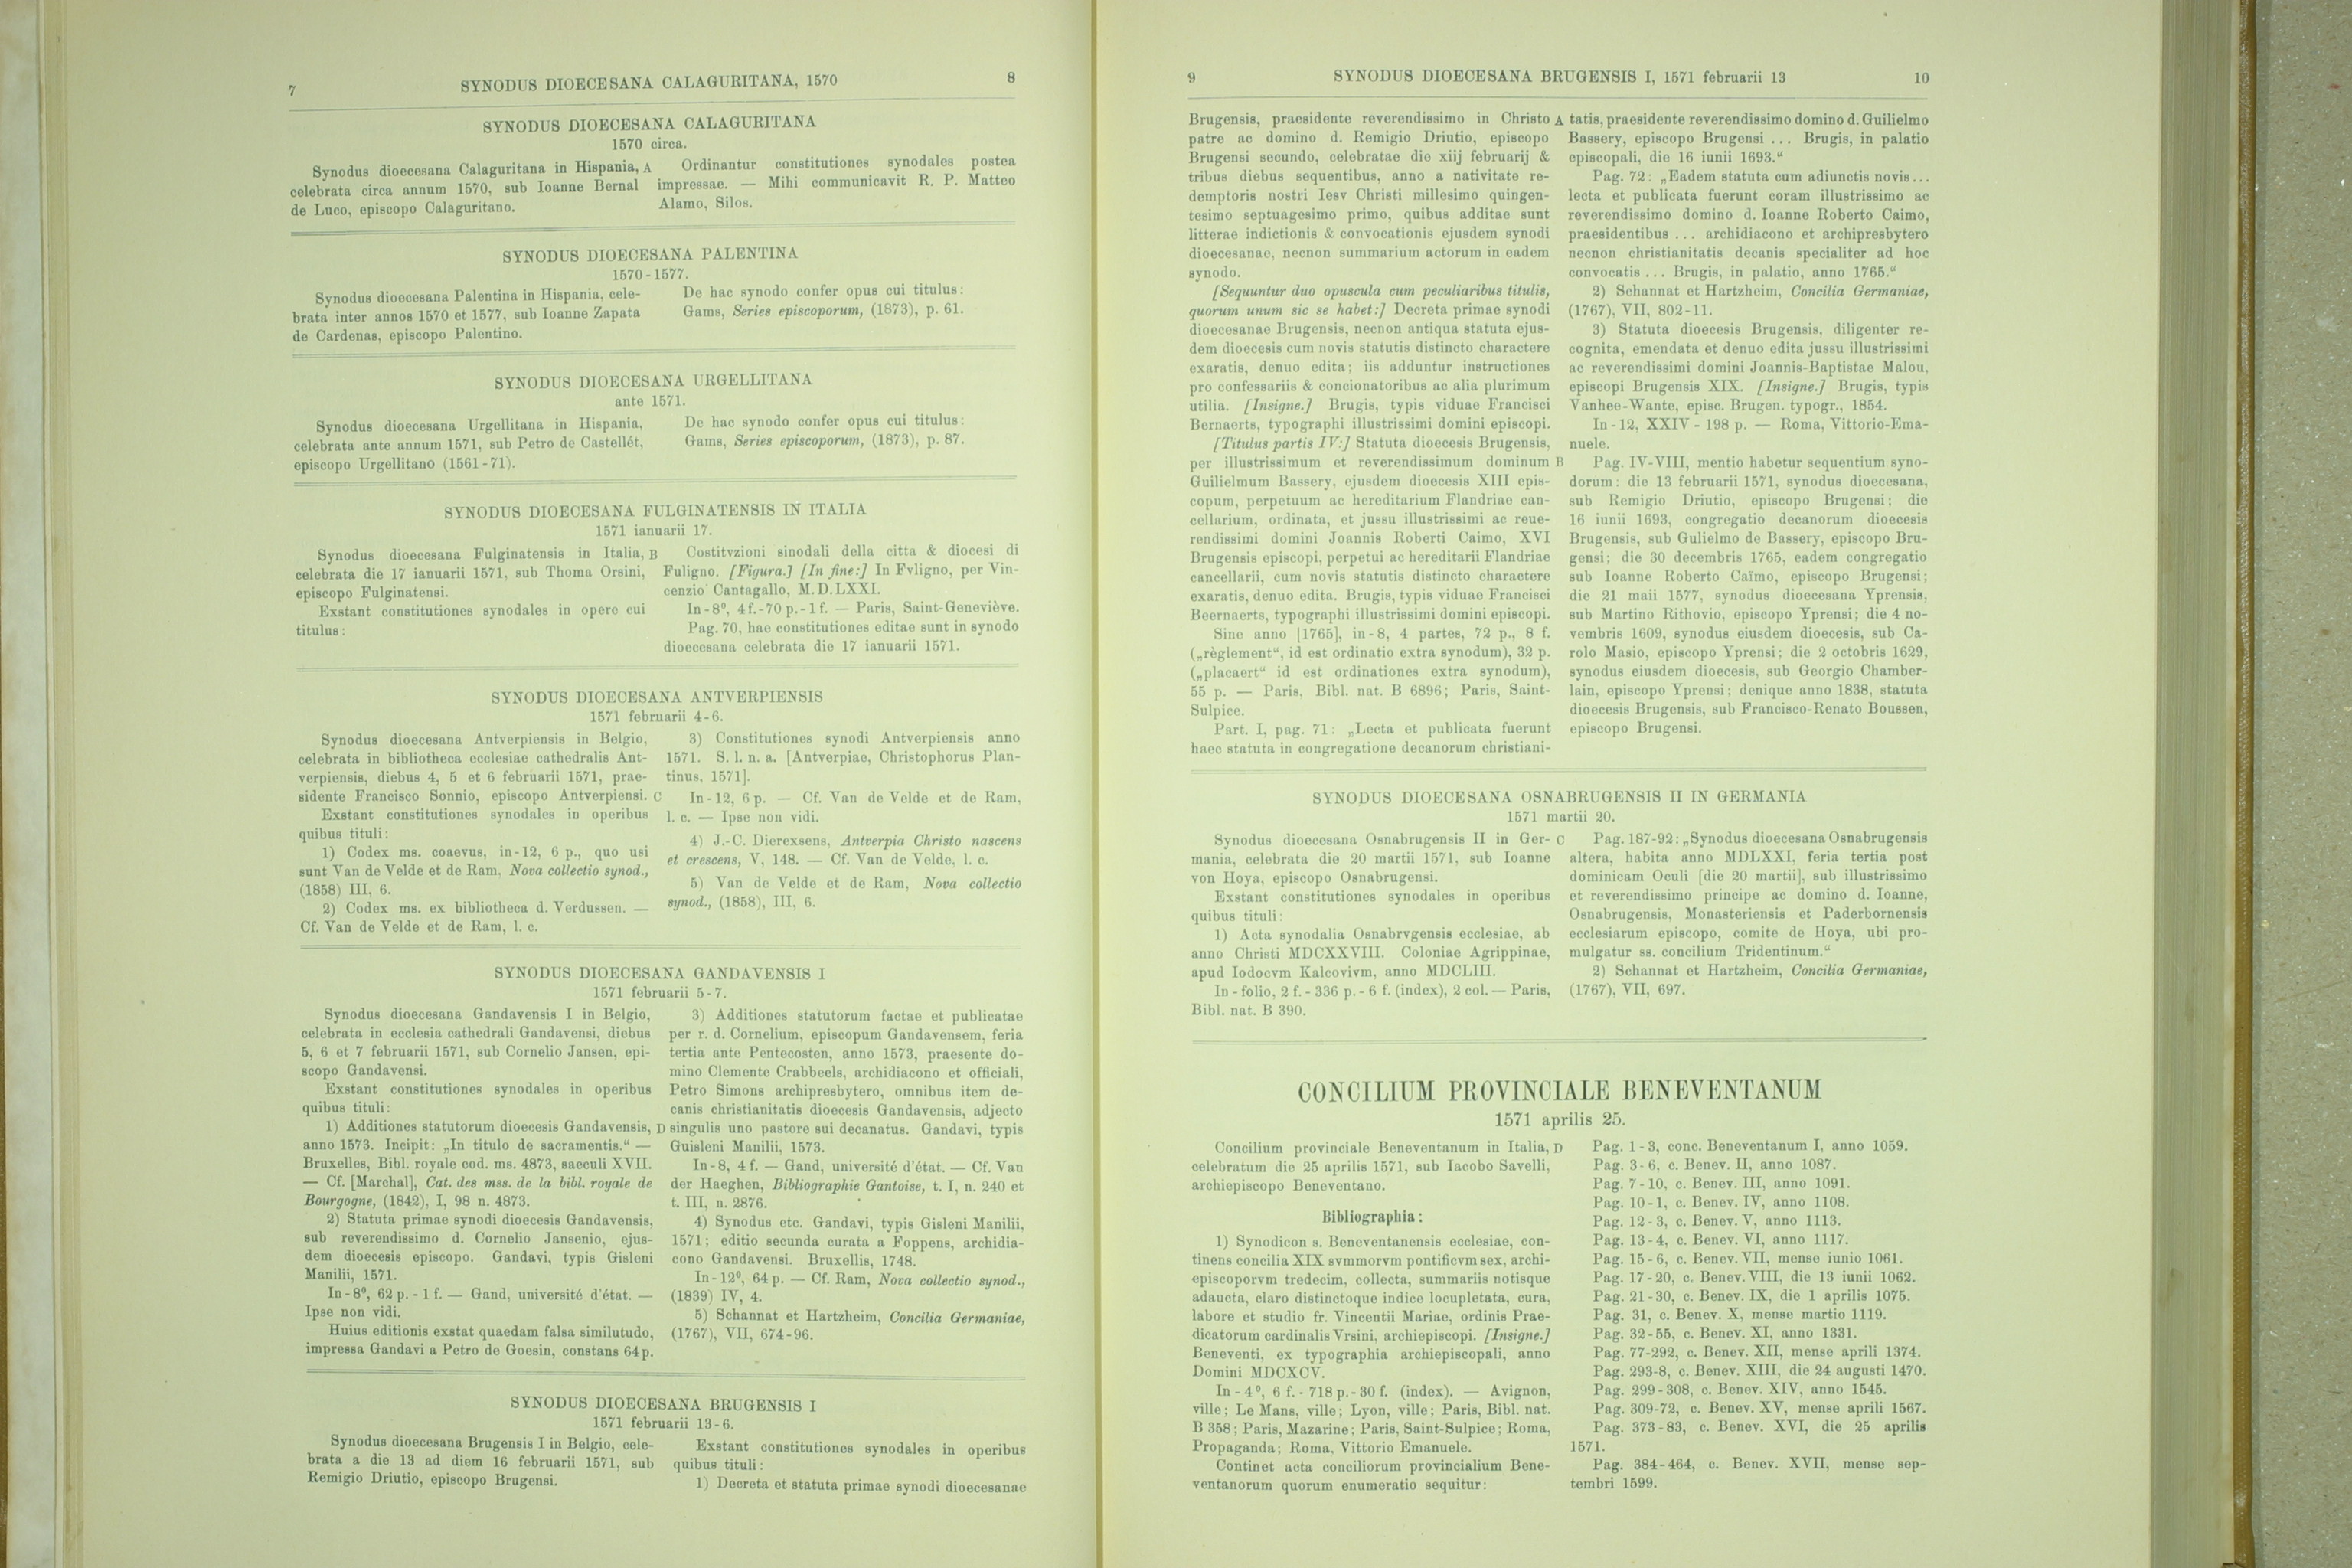 7
SYNODUS DIOECESANA CALAGURITANA, 1570
8
SYNODUS DIOECESANA CALAGURITANA
1570 circa.
Synodus dioecesana Calaguritana in Hispania,
celebrata circa annum 1570, sub Ioanne Bernal
de Luco, episcopo Calaguritano.
A
Ordinantur constitutiones synodales postea
impressae. — Mihi communicavit R. P. Matteo
Alamo, Silos.
SYNODUS DIOECESANA PALENTINA
1570-1577.
Synodus dioecesana Palentina in Hispania, cele-
brata inter annos 1570 et 1577, sub Ioanne Zapata
de Cardenas, episcopo Palentino.
De hac synodo confer opus cui titulus:
Gams, Series episcoporum, (1873), p. 61.
SYNODUS DIOECESANA URGELLITANA
ante 1571.
Synodus dioecesana Urgellitana in Hispania,
celebrata ante annum 1571, sub Petro de Castellét,
episcopo Urgellitano (1561-71).
De hac synodo confer opus cui titulus:
Gams, Series episcoporum, (1873), p. 87.
SYNODUS DIOECESANA FULGINATENSIS IN ITALIA
1571 ianuarii 17.
Synodus dioecesana Fulginatensis in Italia,
celebrata die 17 ianuarii 1571, sub Thoma Orsini,
episcopo Fulginatensi.
Exstant constitutiones synodales in opere cui
titulus:
B
Costitvzioni sinodali della citta & diocesi di
Fuligno. [Figura.] [In fine:] In Fvligno, per Vin-
cenzio Cantagallo, M.D.LXXI.
In-8⁰, 4 f.-70 p.-1 f. — Paris, Saint-Geneviève.
Pag. 70, hae constitutiones editae sunt in synodo
dioecesana celebrata die 17 ianuarii 1571.
SYNODUS DIOECESANA ANTVERPIENSIS
1571 februarii 4-6.
Synodus dioecesana Antverpiensis in Belgio,
celebrata in bibliotheca ecclesiae cathedralis Ant-
verpiensis, diebus 4, 5 et 6 februarii 1571, prae-
sidente Francisco Sonnio, episcopo Antverpiensi.
Exstant constitutiones synodales in operibus
quibus tituli:
1) Codex ms. coaevus, in-12, 6 p., quo usi
sunt Van de Velde et de Ram, Nova collectio synod.,
(1858) III, 6.
2) Codex ms. ex bibliotheca d. Verdussen. —
Cf. Van de Velde et de Ram, l. c.
C
3) Constitutiones synodi Antverpiensis anno
1571. S. l. n. a. [Antverpiae, Christophorus Plan-
tinus, 1571].
In-12, 6 p. — Cf. Van de Velde et de Ram,
l. c. — Ipse non vidi.
4) J.-C. Diercxsens, Antverpia Christo nascens
et crescens, V, 148. — Cf. Van de Velde, l. c.
5) Van de Velde et de Ram, Nova collectio
synod., (1858), III, 6.
SYNODUS DIOECESANA GANDAVENSIS I
1571 februarii 5-7.
Synodus dioecesana Gandavensis I in Belgio,
celebrata in ecclesia cathedrali Gandavensi, diebus
5, 6 et 7 februarii 1571, sub Cornelio Jansen, epi-
scopo Gandavensi.
Exstant constitutiones synodales in operibus
quibus tituli:
1) Additiones statutorum dioecesis Gandavensis,
anno 1573. Incipit: „In titulo de sacramentis.“ —
Bruxelles, Bibl. royale cod. ms. 4873, saeculi XVII.
— Cf. [Marchal], Cat. des mss. de la bibl. royale de
Bourgogne, (1842), I, 98 n. 4873.
2) Statuta primae synodi dioecesis Gandavensis,
sub reverendissimo d. Cornelio Jansenio, ejus-
dem dioecesis episcopo. Gandavi, typis Gisleni
Manilii, 1571.
In-8⁰, 62 p. - 1 f. — Gand, université d'état. —
Ipse non vidi.
Huius editionis exstat quaedam falsa similutudo,
impressa Gandavi a Petro de Goesin, constans 64 p.
D
3) Additiones statutorum factae et publicatae
per r. d. Cornelium, episcopum Gandavensem, feria
tertia ante Pentecosten, anno 1573, praesente do-
mino Clemente Crabbeels, archidiacono et officiali,
Petro Simons archipresbytero, omnibus item de-
canis christianitatis dioecesis Gandavensis, adjecto
singulis uno pastore sui decanatus. Gandavi, typis
Guisleni Manilii, 1573.
In-8, 4 f. — Gand, université d'état. — Cf. Van
der Haeghen, Bibliographie Gantoise, t. I, n. 240 et
t. III, n. 2876.
4) Synodus etc. Gandavi, typis Gisleni Manilii,
1571; editio secunda curata a Foppens, archidia-
cono Gandavensi. Bruxellis, 1748.
In-12⁰, 64 p. — Cf. Ram, Nova collectio synod.,
(1839) IV, 4.
5) Schannat et Hartzheim, Concilia Germaniae,
(1767), VII, 674-96.
SYNODUS DIOECESANA BRUGENSIS I
1571 februarii 13-6.
Synodus dioecesana Brugensis I in Belgio, cele-
brata a die 13 ad diem 16 februarii 1571, sub
Remigio Driutio, episcopo Brugensi.
Exstant constitutiones synodales in operibus
quibus tituli:
1) Decreta et statuta primae synodi dioecesanae
9
SYNODUS DIOECESANA BRUGENSIS I, 1571 februarii 13
10
Brugensis, praesidente reverendissimo in Christo
patre ac domino d. Remigio Driutio, episcopo
Brugensi secundo, celebratae die xiij februarij &
tribus diebus sequentibus, anno a nativitate re-
demptoris nostri Iesv Christi millesimo quingen-
tesimo septuagesimo primo, quibus additae sunt
litterae indictionis & convocationis ejusdem synodi
dioecesanae, necnon summarium actorum in eadem
synodo.
[Sequuntur duo opuscula cum peculiaribus titulis,
quorum unum sic se habet:] Decreta primae synodi
dioecesanae Brugensis, necnon antiqua statuta ejus-
dem dioecesis cum novis statutis distincto charactere
exaratis, denuo edita; iis adduntur instructiones
pro confessariis & concionatoribus ac alia plurimum
utilia. [Insigne.] Brugis, typis viduae Francisci
Bernaerts, typographi illustrissimi domini episcopi.
[Titulus partis IV:] Statuta dioecesis Brugensis,
per illustrissimum et reverendissimum dominum
Guilielmum Bassery, ejusdem dioecesis XIII epis-
copum, perpetuum ac hereditarium Flandriae can-
cellarium, ordinata, et jussu illustrissimi ac reue-
rendissimi domini Joannis Roberti Caimo, XVI
Brugensis episcopi, perpetui ac hereditarii Flandriae
cancellarii, cum novis statutis distincto charactere
exaratis, denuo edita. Brugis, typis viduae Francisci
Beernaerts, typographi illustrissimi domini episcopi.
Sine anno [1765], in-8, 4 partes, 72 p., 8 f.
(„règlement“, id est ordinatio extra synodum), 32 p.
(„placaert“ id est ordinationes extra synodum),
55 p. — Paris, Bibl. nat. B 6896; Paris, Saint-
Sulpice.
Part. I, pag. 71: „Lecta et publicata fuerunt
haec statuta in congregatione decanorum christiani-
A
B
tatis, praesidente reverendissimo domino d. Guilielmo
Bassery, episcopo Brugensi ... Brugis, in palatio
episcopali, die 16 iunii 1693.“
Pag. 72: „Eadem statuta cum adiunctis novis...
lecta et publicata fuerunt coram illustrissimo ac
reverendissimo domino d. Ioanne Roberto Caimo,
praesidentibus ... archidiacono et archipresbytero
necnon christianitatis decanis specialiter ad hoc
convocatis ... Brugis, in palatio, anno 1765.“
2) Schannat et Hartzheim, Concilia Germaniae,
(1767), VII, 802-11.
3) Statuta dioecesis Brugensis, diligenter re-
cognita, emendata et denuo edita jussu illustrissimi
ac reverendissimi domini Joannis-Baptistae Malou,
episcopi Brugensis XIX. [Insigne.] Brugis, typis
Vanhee-Wante, episc. Brugen. typogr., 1854.
In-12, XXIV - 198 p. — Roma, Vittorio-Ema-
nuele.
Pag. IV-VIII, mentio habetur sequentium syno-
dorum: die 13 februarii 1571, synodus dioecesana,
sub Remigio Driutio, episcopo Brugensi; die
16 iunii 1693, congregatio decanorum dioecesis
Brugensis, sub Gulielmo de Bassery, episcopo Bru-
gensi; die 30 decembris 1765, eadem congregatio
sub Ioanne Roberto Caïmo, episcopo Brugensi;
die 21 maii 1577, synodus dioecesana Yprensis,
sub Martino Rithovio, episcopo Yprensi; die 4 no-
vembris 1609, synodus eiusdem dioecesis, sub Ca-
rolo Masio, episcopo Yprensi; die 2 octobris 1629,
synodus eiusdem dioecesis, sub Georgio Chamber-
lain, episcopo Yprensi; denique anno 1838, statuta
dioecesis Brugensis, sub Francisco-Renato Boussen,
episcopo Brugensi.
SYNODUS DIOECESANA OSNABRUGENSIS II IN GERMANIA
1571 martii 20.
Synodus dioecesana Osnabrugensis II in Ger-
mania, celebrata die 20 martii 1571, sub Ioanne
von Hoya, episcopo Osnabrugensi.
Exstant constitutiones synodales in operibus
quibus tituli:
1) Acta synodalia Osnabrvgensis ecclesiae, ab
anno Christi MDCXXVIII. Coloniae Agrippinae,
apud Iodocvm Kalcovivm, anno MDCLIII.
In-folio, 2 f. - 336 p. - 6 f. (index), 2 col. — Paris,
Bibl. nat. B 390.
C
Pag. 187-92: „Synodus dioecesana Osnabrugensis
altera, habita anno MDLXXI, feria tertia post
dominicam Oculi [die 20 martii], sub illustrissimo
et reverendissimo principe ac domino d. Ioanne,
Osnabrugensis, Monasteriensis et Paderbornensis
ecclesiarum episcopo, comite de Hoya, ubi pro-
mulgatur ss. concilium Tridentinum.“
2) Schannat et Hartzheim, Concilia Germaniae,
(1767), VII, 697.
CONCILIUM PROVINCIALE BENEVENTANUM
1571 aprilis 25.
Concilium provinciale Beneventanum in Italia,
celebratum die 25 aprilis 1571, sub Iacobo Savelli,
archiepiscopo Beneventano.
Bibliographia:
1) Synodicon s. Beneventanensis ecclesiae, con-
tinens concilia XIX svmmorvm pontificvm sex, archi-
episcoporvm tredecim, collecta, summariis notisque
adaucta, claro distinctoque indice locupletata, cura,
labore et studio fr. Vincentii Mariae, ordinis Prae-
dicatorum cardinalis Vrsini, archiepiscopi. [Insigne.]
Beneventi, ex typographia archiepiscopali, anno
Domini MDCXCV.
In-4⁰, 6 f. - 718 p. - 30 f. (index). — Avignon,
ville; Le Mans, ville; Lyon, ville; Paris, Bibl. nat.
B 358; Paris, Mazarine; Paris, Saint-Sulpice; Roma,
Propaganda; Roma, Vittorio Emanuele.
Continet acta conciliorum provincialium Bene-
ventanorum quorum enumeratio sequitur:
D
Pag. 1-3, conc. Beneventanum I, anno 1059.
Pag. 3-6, c. Benev. II, anno 1087.
Pag. 7-10, c. Benev. III, anno 1091.
Pag. 10-1, c. Benev. IV, anno 1108.
Pag. 12-3, c. Benev. V, anno 1113.
Pag. 13-4, c. Benev. VI, anno 1117.
Pag. 15-6, c. Benev. VII, mense iunio 1061.
Pag. 17-20, c. Benev. VIII, die 13 iunii 1062.
Pag. 21-30, c. Benev. IX, die 1 aprilis 1075.
Pag. 31, c. Benev. X, mense martio 1119.
Pag. 32-55, c. Benev. XI, anno 1331.
Pag. 77-292, c. Benev. XII, mense aprili 1374.
Pag. 293-8, c. Benev. XIII, die 24 augusti 1470.
Pag. 299-308, c. Benev. XIV, anno 1545.
Pag. 309-72, c. Benev. XV, mense aprili 1567.
Pag. 373-83, c. Benev. XVI, die 25 aprilis
1571.
Pag. 384-464, c. Benev. XVII, mense sep-
tembri 1599.